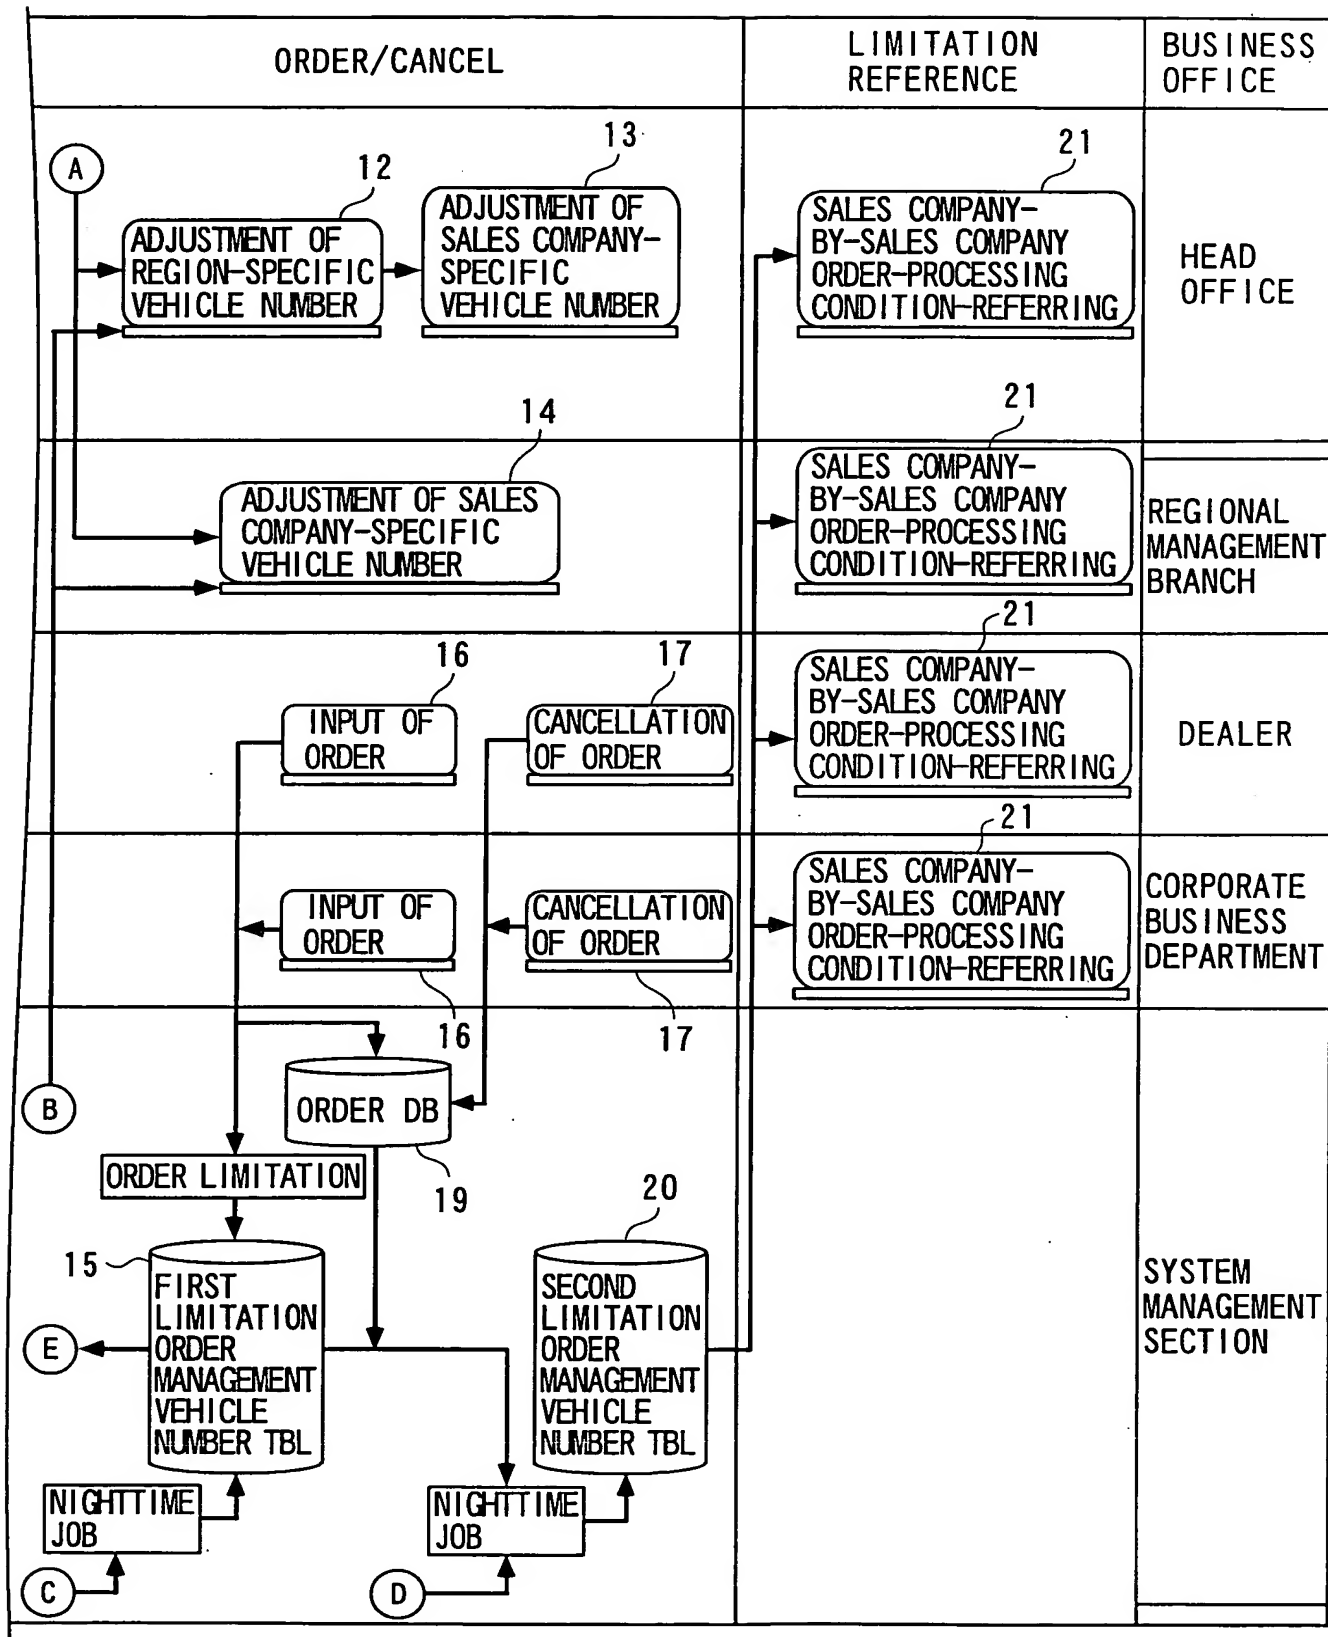 ORDER/CANCEL
LIMITATION
REFERENCE
BUSINESS
OFFICE
A
12
ADJUSTMENT OF
REGION-SPECIFIC
VEHICLE NUMBER
13
ADJUSTMENT OF
SALES COMPANY-
SPECIFIC
VEHICLE NUMBER
21
SALES COMPANY-
BY-SALES COMPANY
ORDER-PROCESSING
CONDITION-REFERRING
HEAD
OFFICE
14
ADJUSTMENT OF SALES
COMPANY-SPECIFIC
VEHICLE NUMBER
21
SALES COMPANY-
BY-SALES COMPANY
ORDER-PROCESSING
CONDITION-REFERRING
REGIONAL
MANAGEMENT
BRANCH
16
INPUT OF
ORDER
17
CANCELLATION
OF ORDER
21
SALES COMPANY-
BY-SALES COMPANY
ORDER-PROCESSING
CONDITION-REFERRING
DEALER
INPUT OF
ORDER
16
CANCELLATION
OF ORDER
17
21
SALES COMPANY-
BY-SALES COMPANY
ORDER-PROCESSING
CONDITION-REFERRING
CORPORATE
BUSINESS
DEPARTMENT
B
ORDER DB
19
ORDER LIMITATION
15
FIRST
LIMITATION
ORDER
MANAGEMENT
VEHICLE
NUMBER TBL
E
20
SECOND
LIMITATION
ORDER
MANAGEMENT
VEHICLE
NUMBER TBL
SYSTEM
MANAGEMENT
SECTION
NIGHTTIME
JOB
C
NIGHTTIME
JOB
D